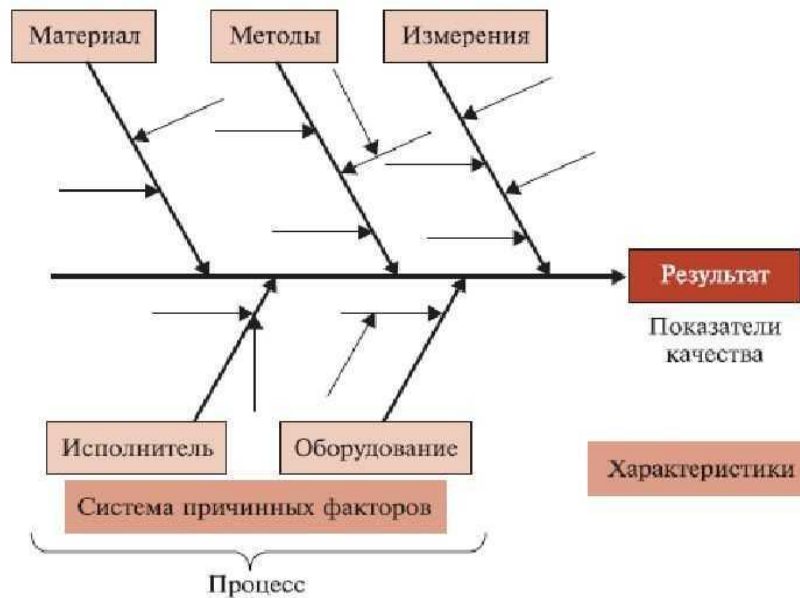 Материал
Методы
Измерения
Результат
Показатели
качества
Исполнитель
Оборудование
Характеристики
Система причинных факторов
Процесс